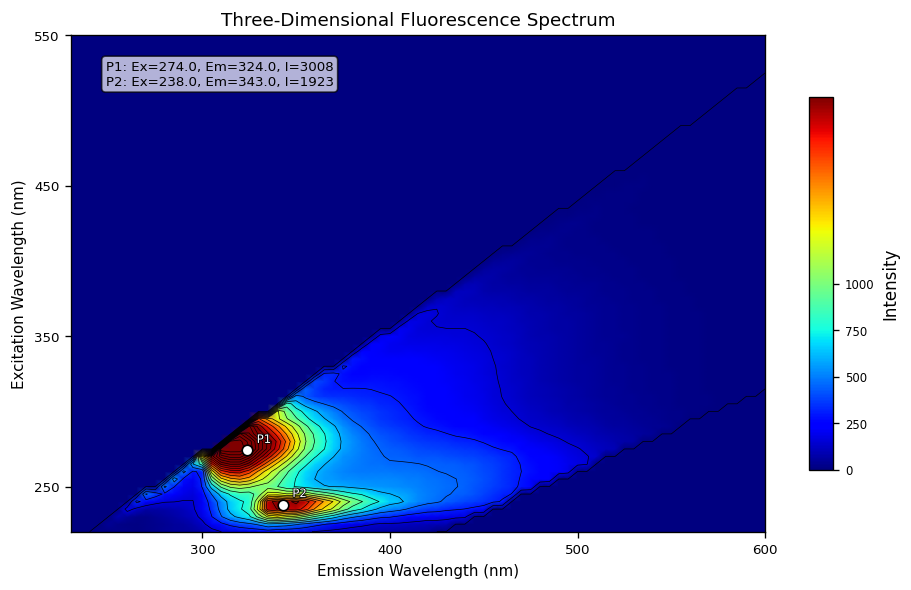 Three-Dimensional Fluorescence Spectrum
P1: Ex=274.0, Em=324.0, I=3008
P2: Ex=238.0, Em=343.0, I=1923
550
450
350
250
Excitation Wavelength (nm)
P1
P2
300
400
500
600
Emission Wavelength (nm)
1000
750
500
250
0
Intensity